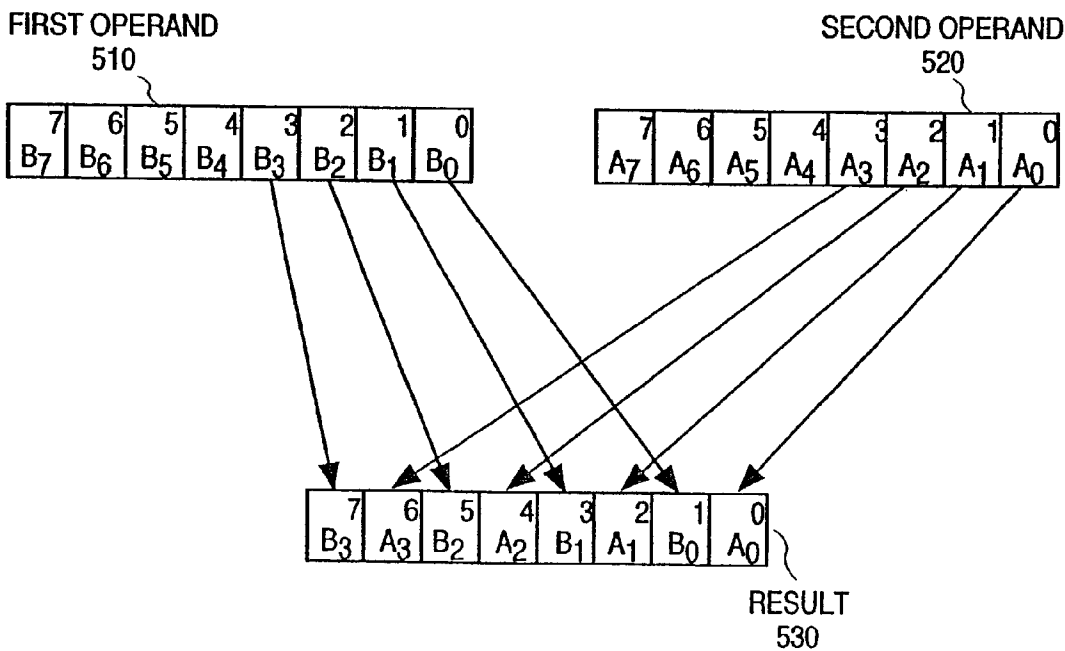 FIRST OPERAND
510
SECOND OPERAND
520
7 6 5 4 3 2 1 0
B7 B6 B5 B4 B3 B2 B1 B0
7 6 5 4 3 2 1 0
A7 A6 A5 A4 A3 A2 A1 A0
7 6 5 4 3 2 1 0
B3 A3 B2 A2 B1 A1 B0 A0
RESULT
530